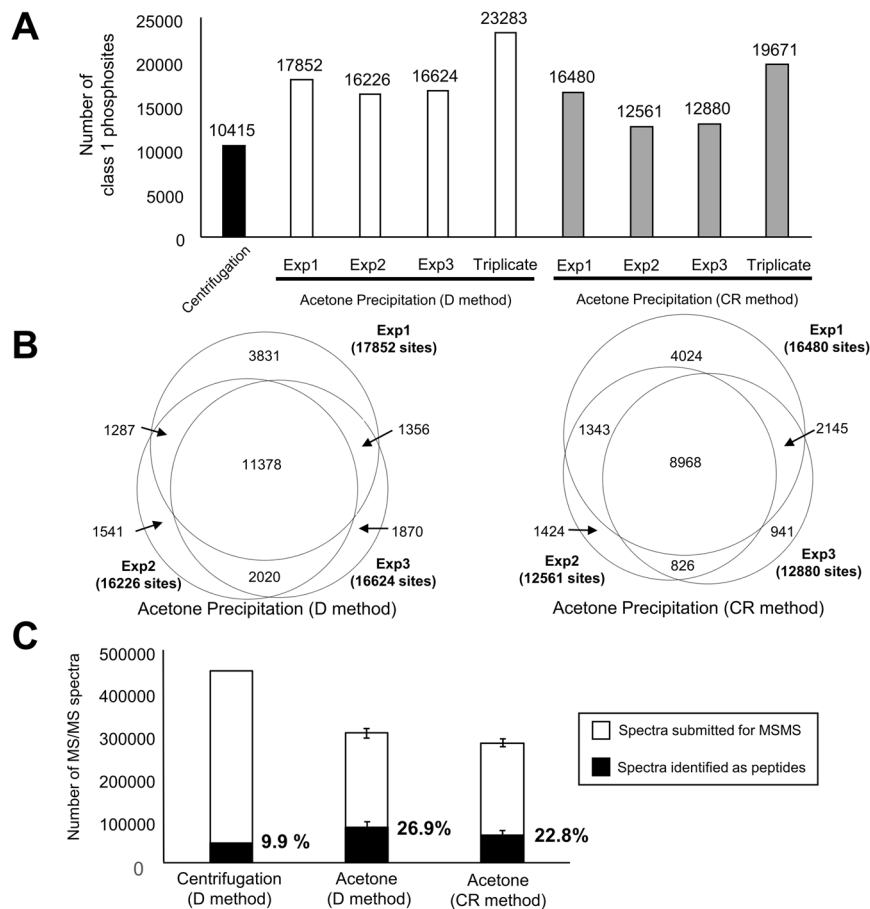 A
Number of
class 1 phosphosites
25000
20000
15000
10000
5000
0
10415
17852
16226
16624
23283
16480
12561
12880
19671
Centrifugation
Exp1 Exp2 Exp3 Triplicate
Exp1 Exp2 Exp3 Triplicate
Acetone Precipitation (D method)
Acetone Precipitation (CR method)
B
Exp1
(17852 sites)
3831
1287
1356
11378
1541
1870
Exp2
(16226 sites)
2020
Exp3
(16624 sites)
Acetone Precipitation (D method)
Exp1
(16480 sites)
4024
1343
2145
8968
1424
941
Exp2
(12561 sites)
826
Exp3
(12880 sites)
Acetone Precipitation (CR method)
C
Number of MS/MS spectra
500000
400000
300000
200000
100000
0
9.9 %
26.9%
22.8%
Centrifugation
(D method)
Acetone
(D method)
Acetone
(CR method)
Spectra submitted for MSMS
Spectra identified as peptides